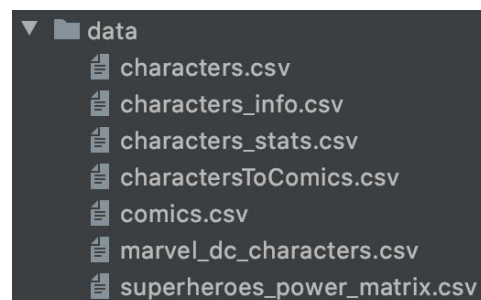 data
characters.csv
characters_info.csv
characters_stats.csv
charactersToComics.csv
comics.csv
marvel_dc_characters.csv
superheroes_power_matrix.csv